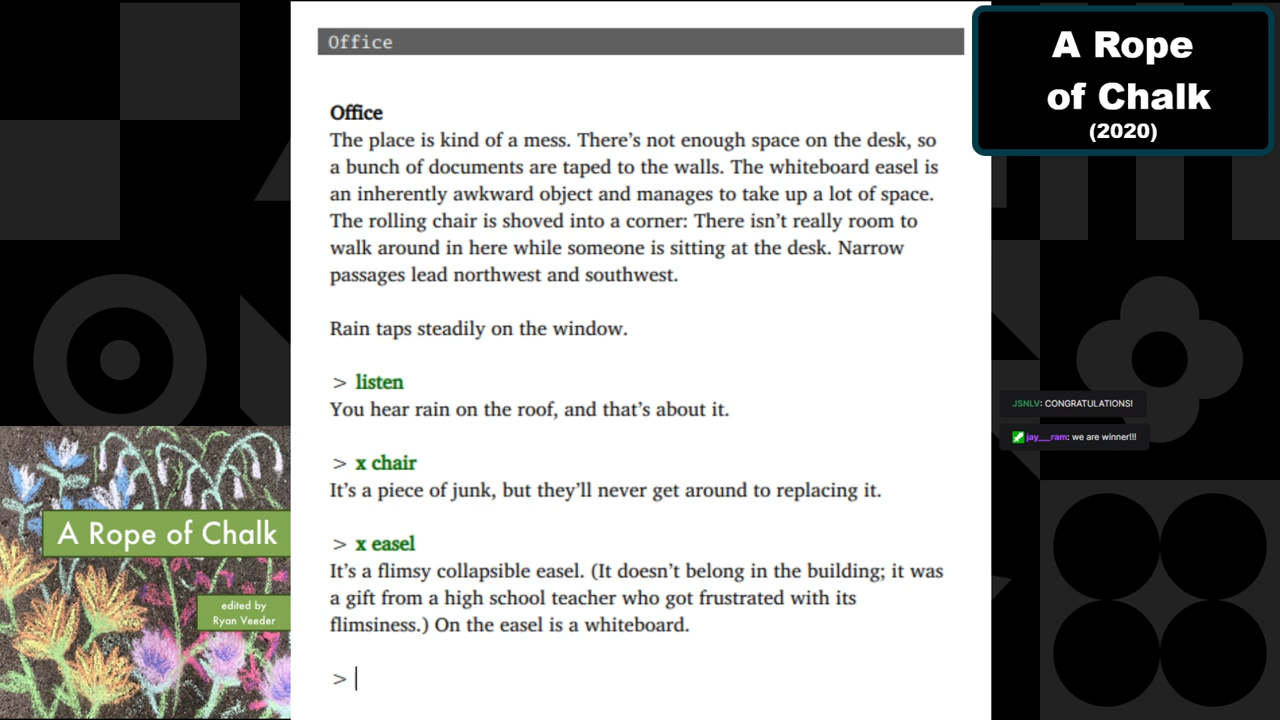 Office
Office
The place is kind of a mess. There’s not enough space on the desk, so
a bunch of documents are taped to the walls. The whiteboard easel is
an inherently awkward object and manages to take up a lot of space.
The rolling chair is shoved into a corner: There isn’t really room to
walk around in here while someone is sitting at the desk. Narrow
passages lead northwest and southwest.
Rain taps steadily on the window.
> listen
You hear rain on the roof, and that’s about it.
> x chair
It’s a piece of junk, but they’ll never get around to replacing it.
> x easel
It’s a flimsy collapsible easel. (It doesn’t belong in the building; it was
a gift from a high school teacher who got frustrated with its
flimsiness.) On the easel is a whiteboard.
>
A Rope
of Chalk
(2020)
JSNLV: CONGRATULATIONS!
jay__ram: we are winner!!!
A Rope of Chalk
edited by
Ryan Veeder